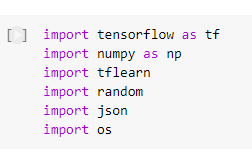 import tensorflow as tf
import numpy as np
import tflearn
import random
import json
import os